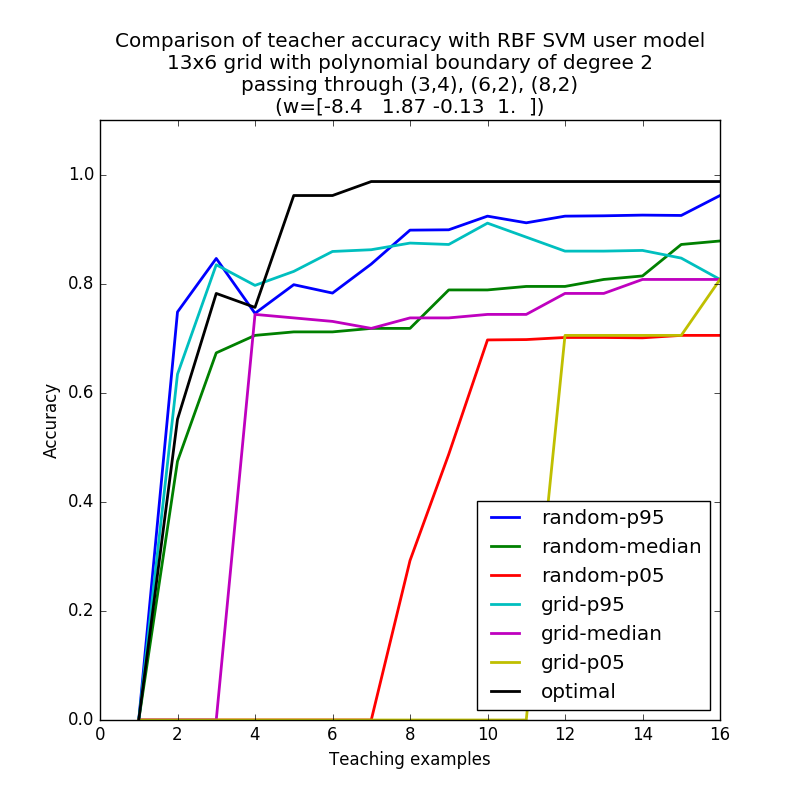 Comparison of teacher accuracy with RBF SVM user model
13x6 grid with polynomial boundary of degree 2
passing through (3,4), (6,2), (8,2)
(w=[-8.4   1.87 -0.13  1.  ])
1.0
0.8
0.6
0.4
0.2
0.0
Accuracy
random-p95
random-median
random-p05
grid-p95
grid-median
grid-p05
optimal
0 2 4 6 8 10 12 14 16
Teaching examples